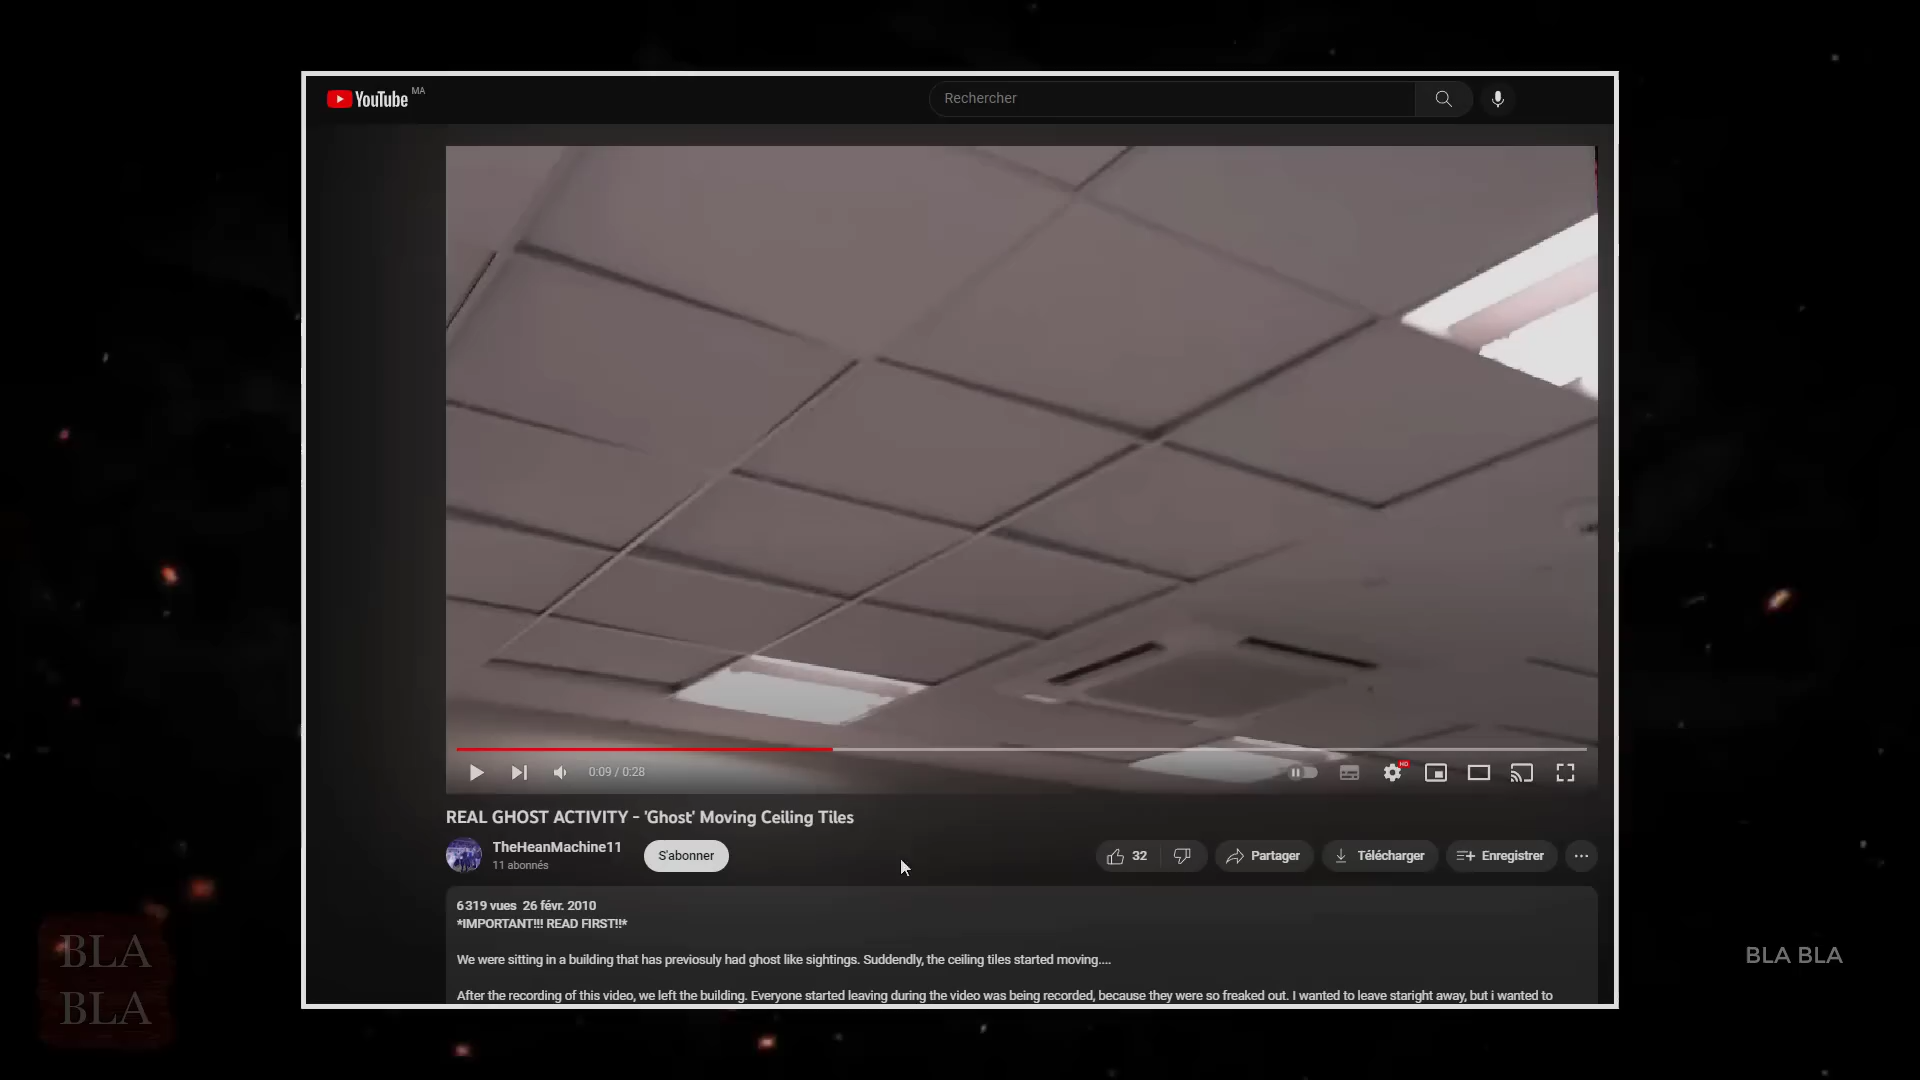 YouTube MA
Rechercher
0:09 / 0:28
HD
REAL GHOST ACTIVITY - 'Ghost' Moving Ceiling Tiles
TheHeanMachine11
11 abonnés
S'abonner
32
Partager
Télécharger
Enregistrer
6 319 vues 26 févr. 2010
*IMPORTANT!!! READ FIRST!!*
We were sitting in a building that has previosuly had ghost like sightings. Suddendly, the ceiling tiles started moving....
After the recording of this video, we left the building. Everyone started leaving during the video was being recorded, because they were so freaked out. I wanted to leave staright away, but i wanted to
BLA
BLA
BLA BLA